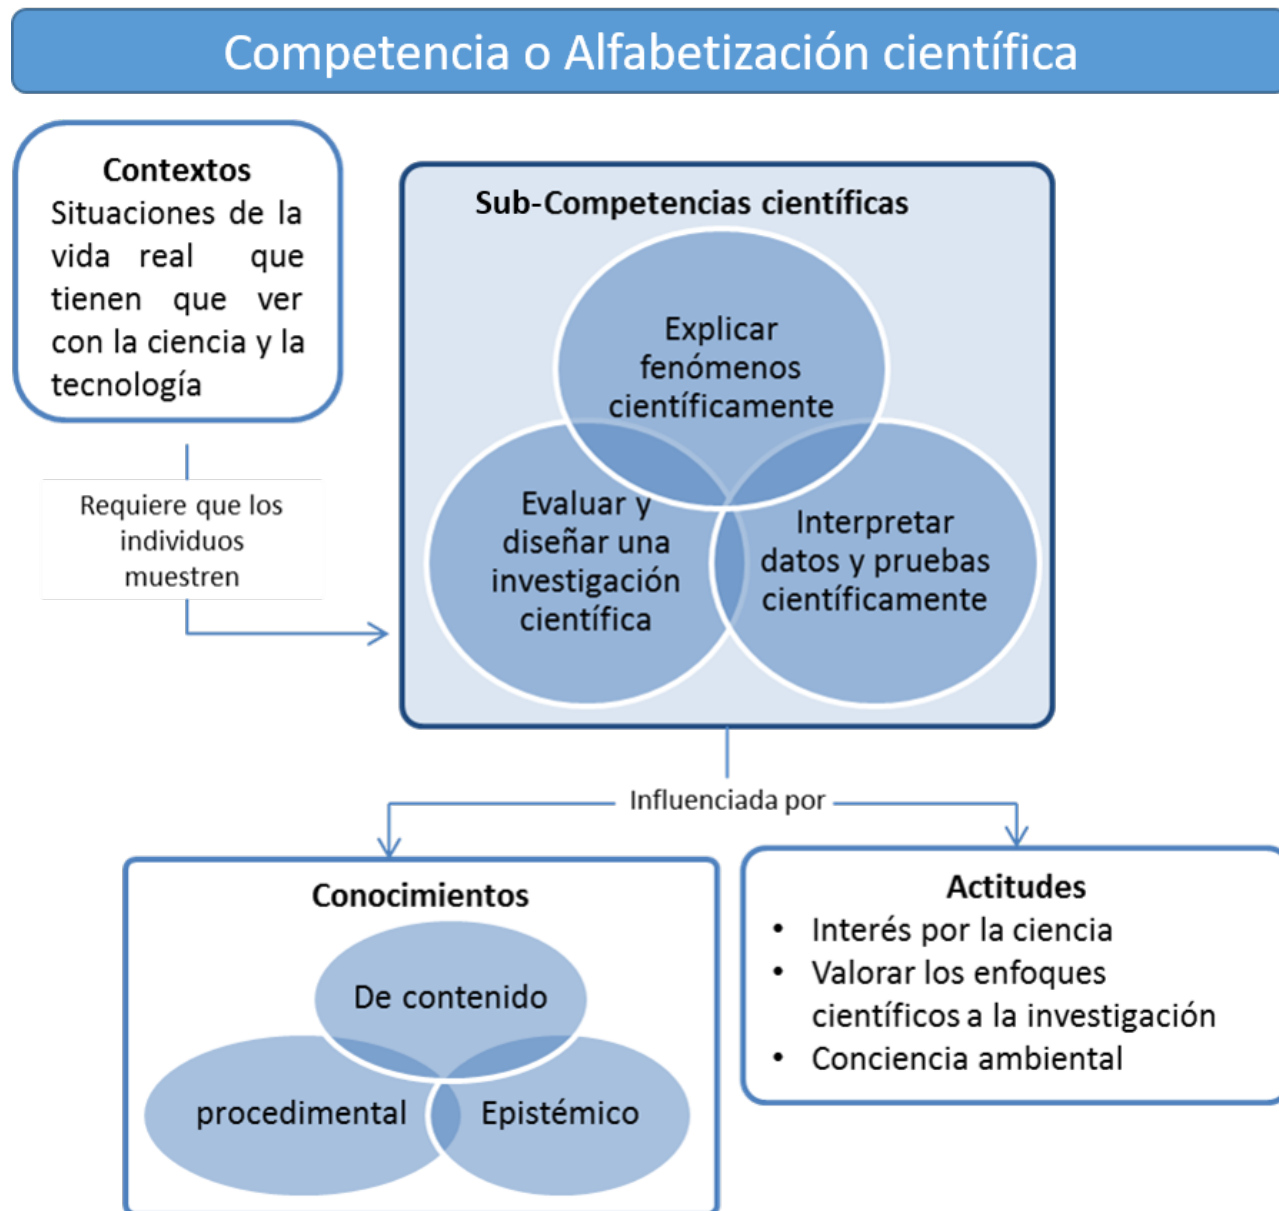 Competencia o Alfabetización científica
Contextos
Situaciones de la
vida real que
tienen que ver
con la ciencia y la
tecnología
Requiere que los
individuos
muestren
Sub-Competencias científicas
Explicar
fenómenos
científicamente
Evaluar y
diseñar una
investigación
científica
Interpretar
datos y pruebas
científicamente
Influenciada por
Conocimientos
De contenido
procedimental
Epistémico
Actitudes
• Interés por la ciencia
• Valorar los enfoques
científicos a la investigación
• Conciencia ambiental